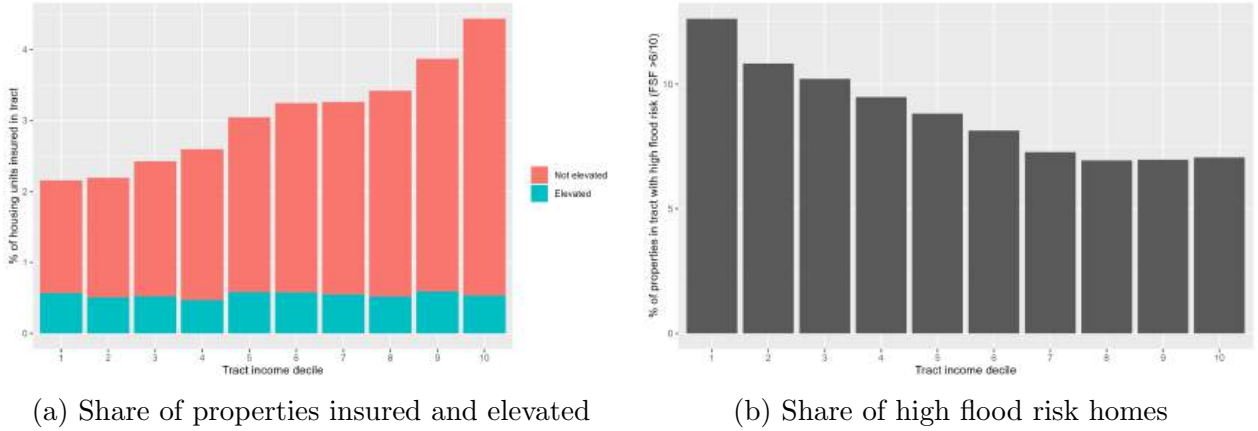 % of housing units insured in tract
4
3
2
1
0
1 2 3 4 5 6 7 8 9 10
Tract income decile
Not elevated
Elevated
(a) Share of properties insured and elevated
% of properties in tract with high flood risk (FSF >6/10)
10
5
0
1 2 3 4 5 6 7 8 9 10
Tract income decile
(b) Share of high flood risk homes